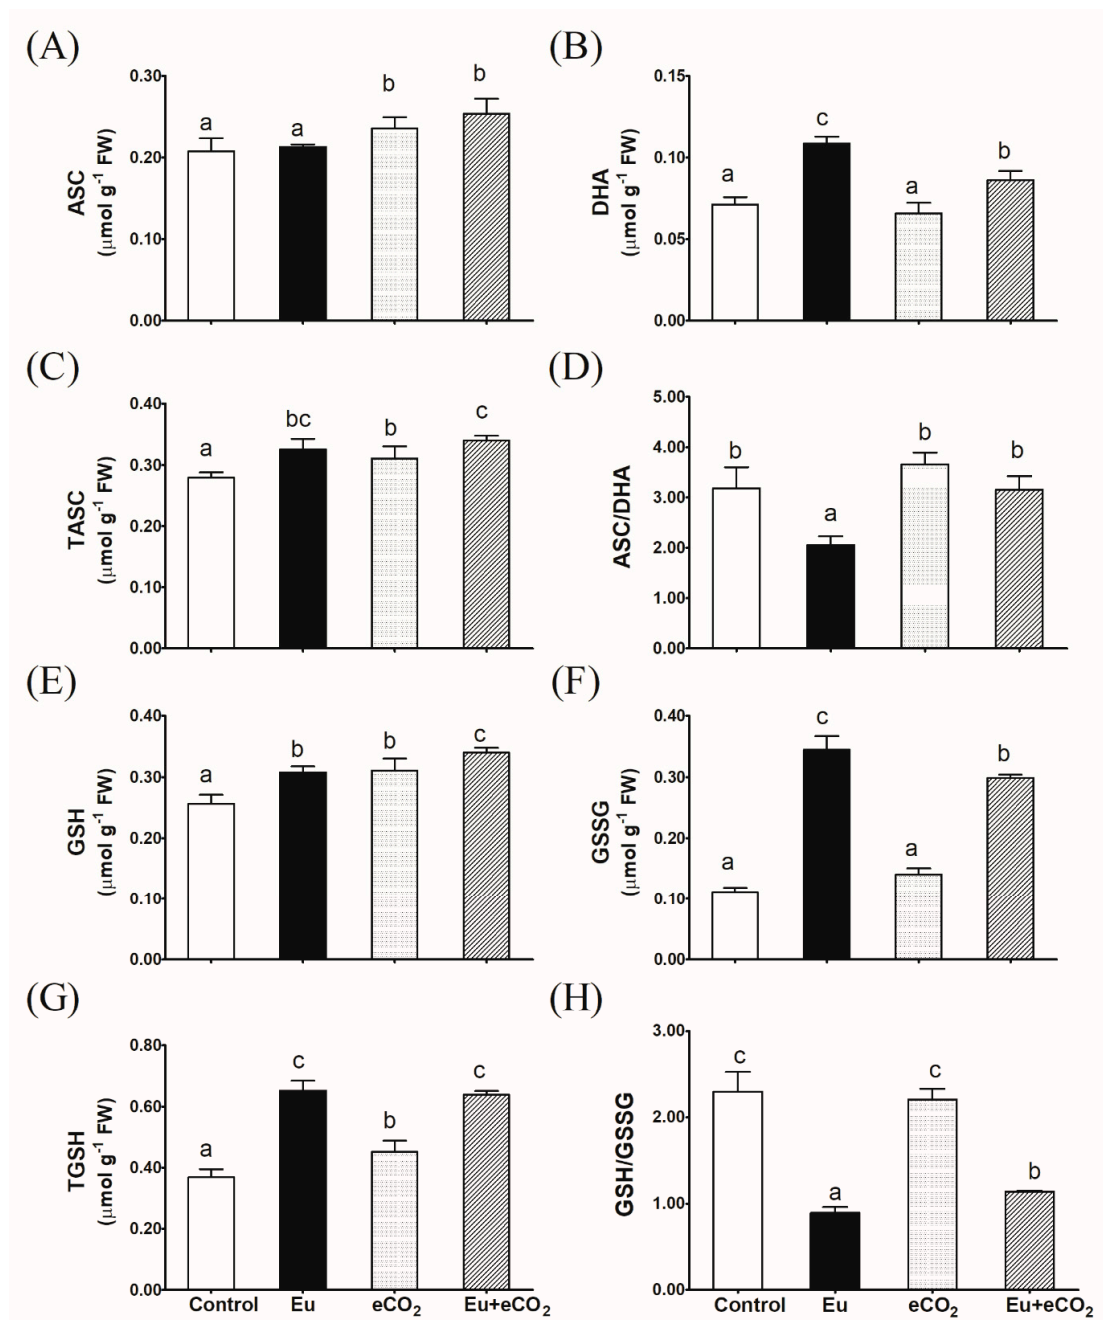 (A)
0.30
0.20
0.10
0.00
ASC
(μmol g⁻¹ FW)
a
a
b
b
(B)
0.15
0.10
0.05
0.00
DHA
(μmol g⁻¹ FW)
a
c
a
b
(C)
0.40
0.30
0.20
0.10
0.00
TASC
(μmol g⁻¹ FW)
a
bc
b
c
(D)
5.00
4.00
3.00
2.00
1.00
0.00
ASC/DHA
b
a
b
b
(E)
0.40
0.30
0.20
0.10
0.00
GSH
(μmol g⁻¹ FW)
a
b
b
c
(F)
0.40
0.30
0.20
0.10
0.00
GSSG
(μmol g⁻¹ FW)
a
c
a
b
(G)
0.80
0.60
0.40
0.20
0.00
TGSH
(μmol g⁻¹ FW)
a
c
b
c
Control Eu eCO₂ Eu+eCO₂
(H)
3.00
2.00
1.00
0.00
GSH/GSSG
c
a
c
b
Control Eu eCO₂ Eu+eCO₂